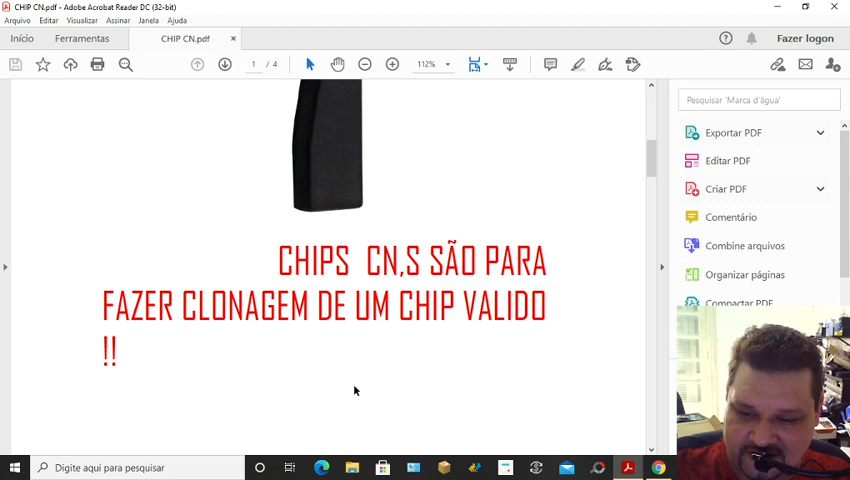 CHIP CN.pdf - Adobe Acrobat Reader DC (32-bit)
Arquivo Editar Visualizar Assinar Janela Ajuda
Início Ferramentas CHIP CN.pdf Fazer logon
1 / 4 112%
Pesquisar 'Marca d'água'
Exportar PDF
Editar PDF
Criar PDF
Comentário
Combine arquivos
Organizar páginas
Compactar PDF
CHIPS CN,S SÃO PARA
FAZER CLONAGEM DE UM CHIP VALIDO
!!
Digite aqui para pesquisar